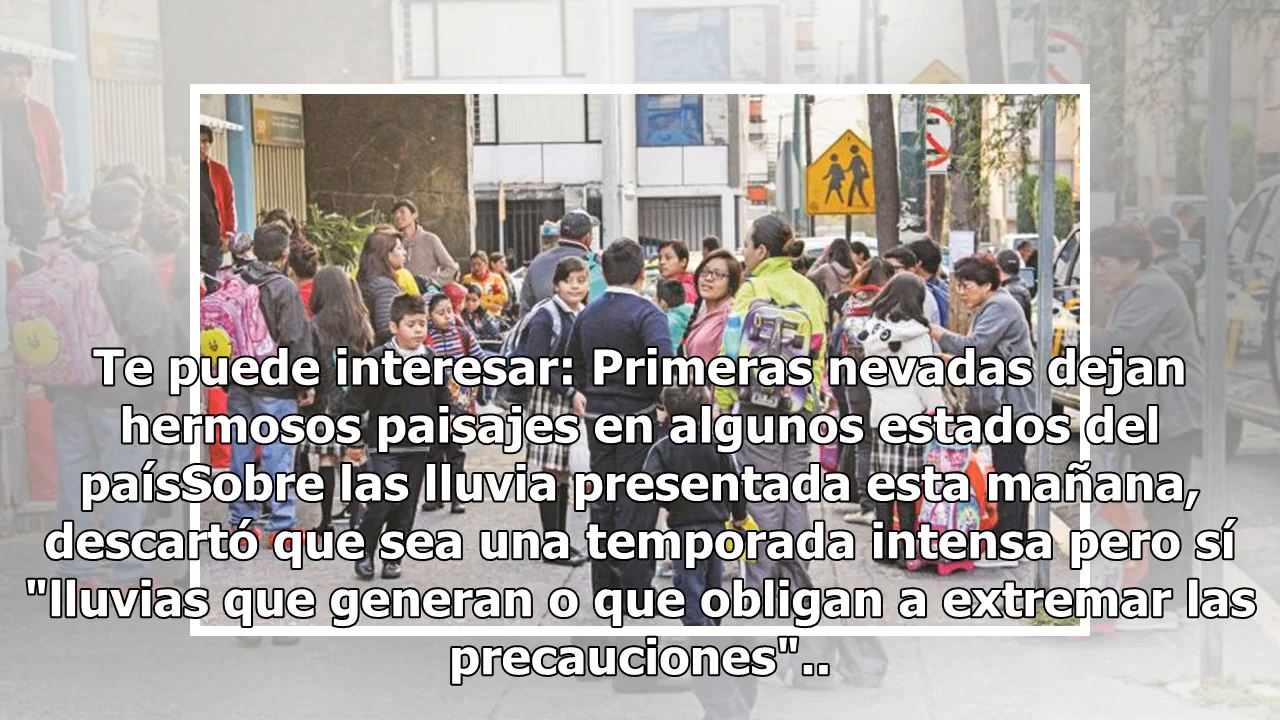 Te puede interesar: Primeras nevadas dejan
hermosos paisajes en algunos estados del
paísSobre las lluvia presentada esta mañana,
descartó que sea una temporada intensa pero sí
"lluvias que generan o que obligan a extremar las
precauciones"..